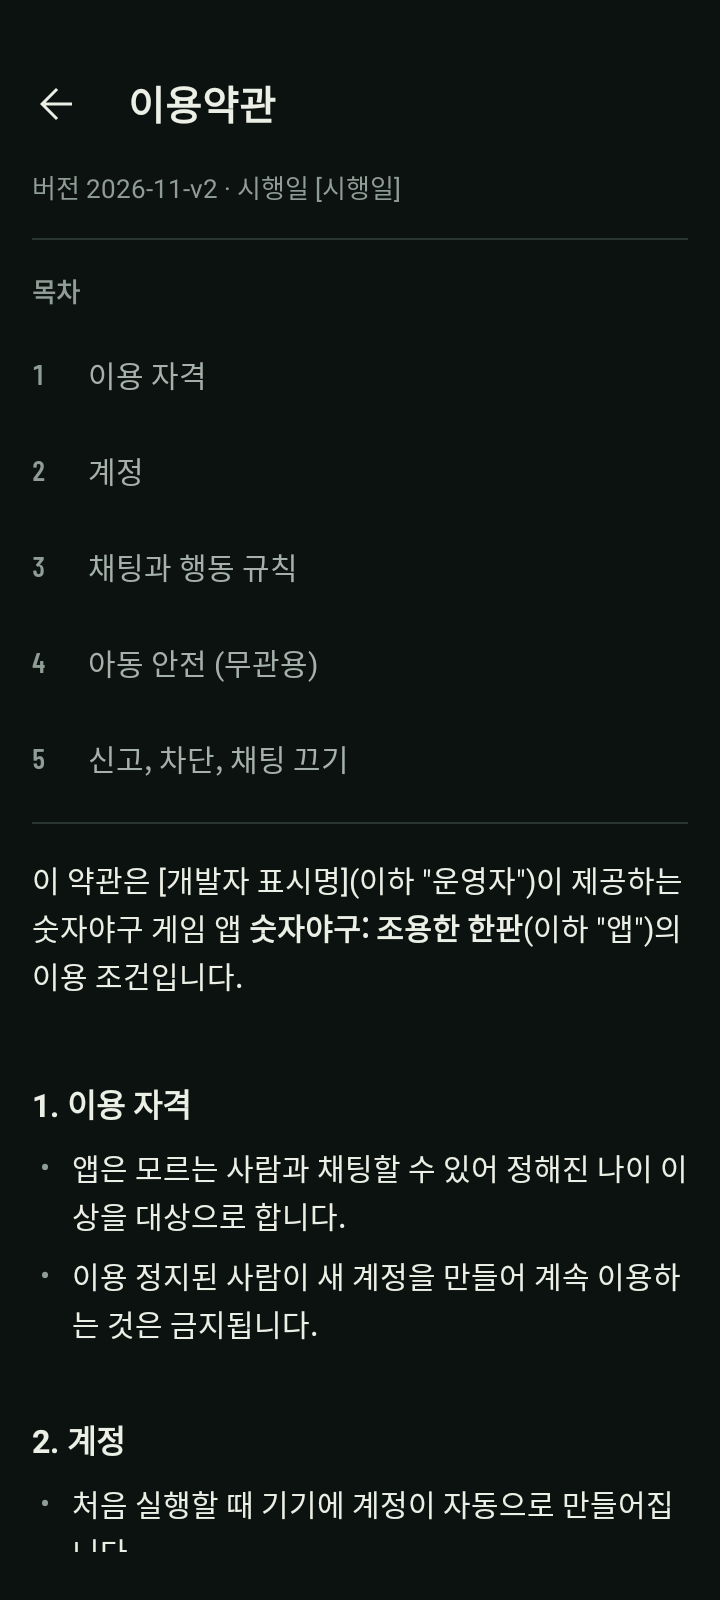 이용약관
버전 2026-11-v2 · 시행일 [시행일]
목차
1 이용 자격
2 계정
3 채팅과 행동 규칙
4 아동 안전 (무관용)
5 신고, 차단, 채팅 끄기
이 약관은 [개발자 표시명](이하 "운영자")이 제공하는
숫자야구 게임 앱 숫자야구: 조용한 한판(이하 "앱")의
이용 조건입니다.
1. 이용 자격
• 앱은 모르는 사람과 채팅할 수 있어 정해진 나이 이
상을 대상으로 합니다.
• 이용 정지된 사람이 새 계정을 만들어 계속 이용하
는 것은 금지됩니다.
2. 계정
• 처음 실행할 때 기기에 계정이 자동으로 만들어집
니다.